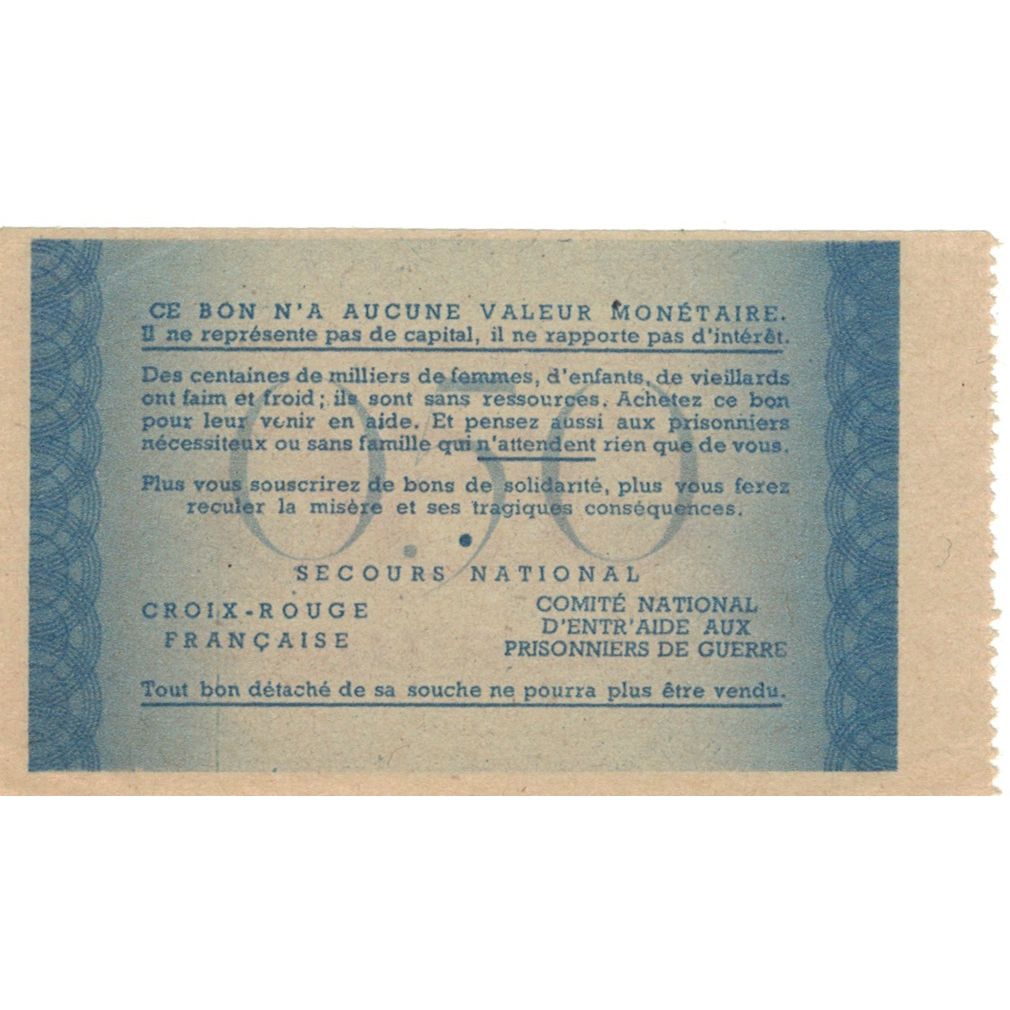 CE BON N'A AUCUNE VALEUR MONÉTAIRE.
Il ne représente pas de capital, il ne rapporte pas d'intérêt.
Des centaines de milliers de femmes, d'enfants, de vieillards
ont faim et froid ; ils sont sans ressources. Achetez ce bon
pour leur venir en aide. Et pensez aussi aux prisonniers
nécessiteux ou sans famille qui n'attendent rien que de vous.
0.50
Plus vous souscrirez de bons de solidarité, plus vous ferez
reculer la misère et ses tragiques conséquences.
SECOURS NATIONAL
CROIX-ROUGE
FRANÇAISE
COMITÉ NATIONAL
D'ENTR'AIDE AUX
PRISONNIERS DE GUERRE
Tout bon détaché de sa souche ne pourra plus être vendu.